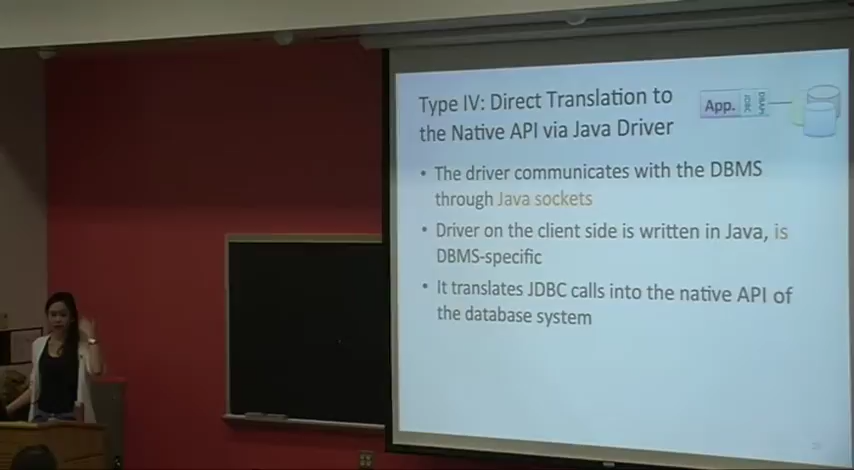 Type IV: Direct Translation to
the Native API via Java Driver
App.
JDBC
• The driver communicates with the DBMS
through Java sockets
• Driver on the client side is written in Java, is
DBMS-specific
• It translates JDBC calls into the native API of
the database system